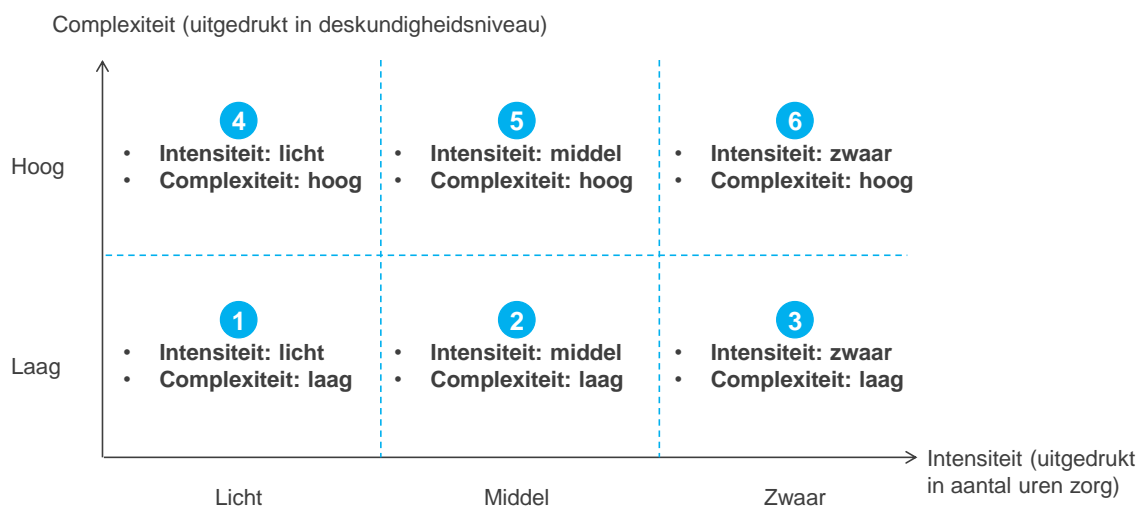 Complexiteit (uitgedrukt in deskundigheidsniveau)
Hoog
4
• Intensiteit: licht
• Complexiteit: hoog
5
• Intensiteit: middel
• Complexiteit: hoog
6
• Intensiteit: zwaar
• Complexiteit: hoog
Laag
1
• Intensiteit: licht
• Complexiteit: laag
2
• Intensiteit: middel
• Complexiteit: laag
3
• Intensiteit: zwaar
• Complexiteit: laag
Licht
Middel
Zwaar
Intensiteit (uitgedrukt
in aantal uren zorg)